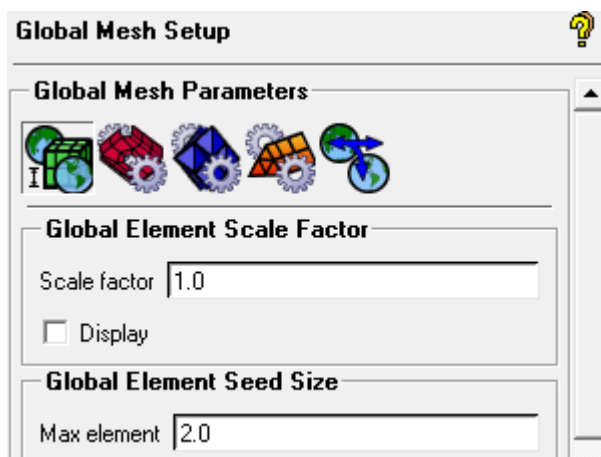 Global Mesh Setup
Global Mesh Parameters
Global Element Scale Factor
Scale factor 1.0
Display
Global Element Seed Size
Max element 2.0